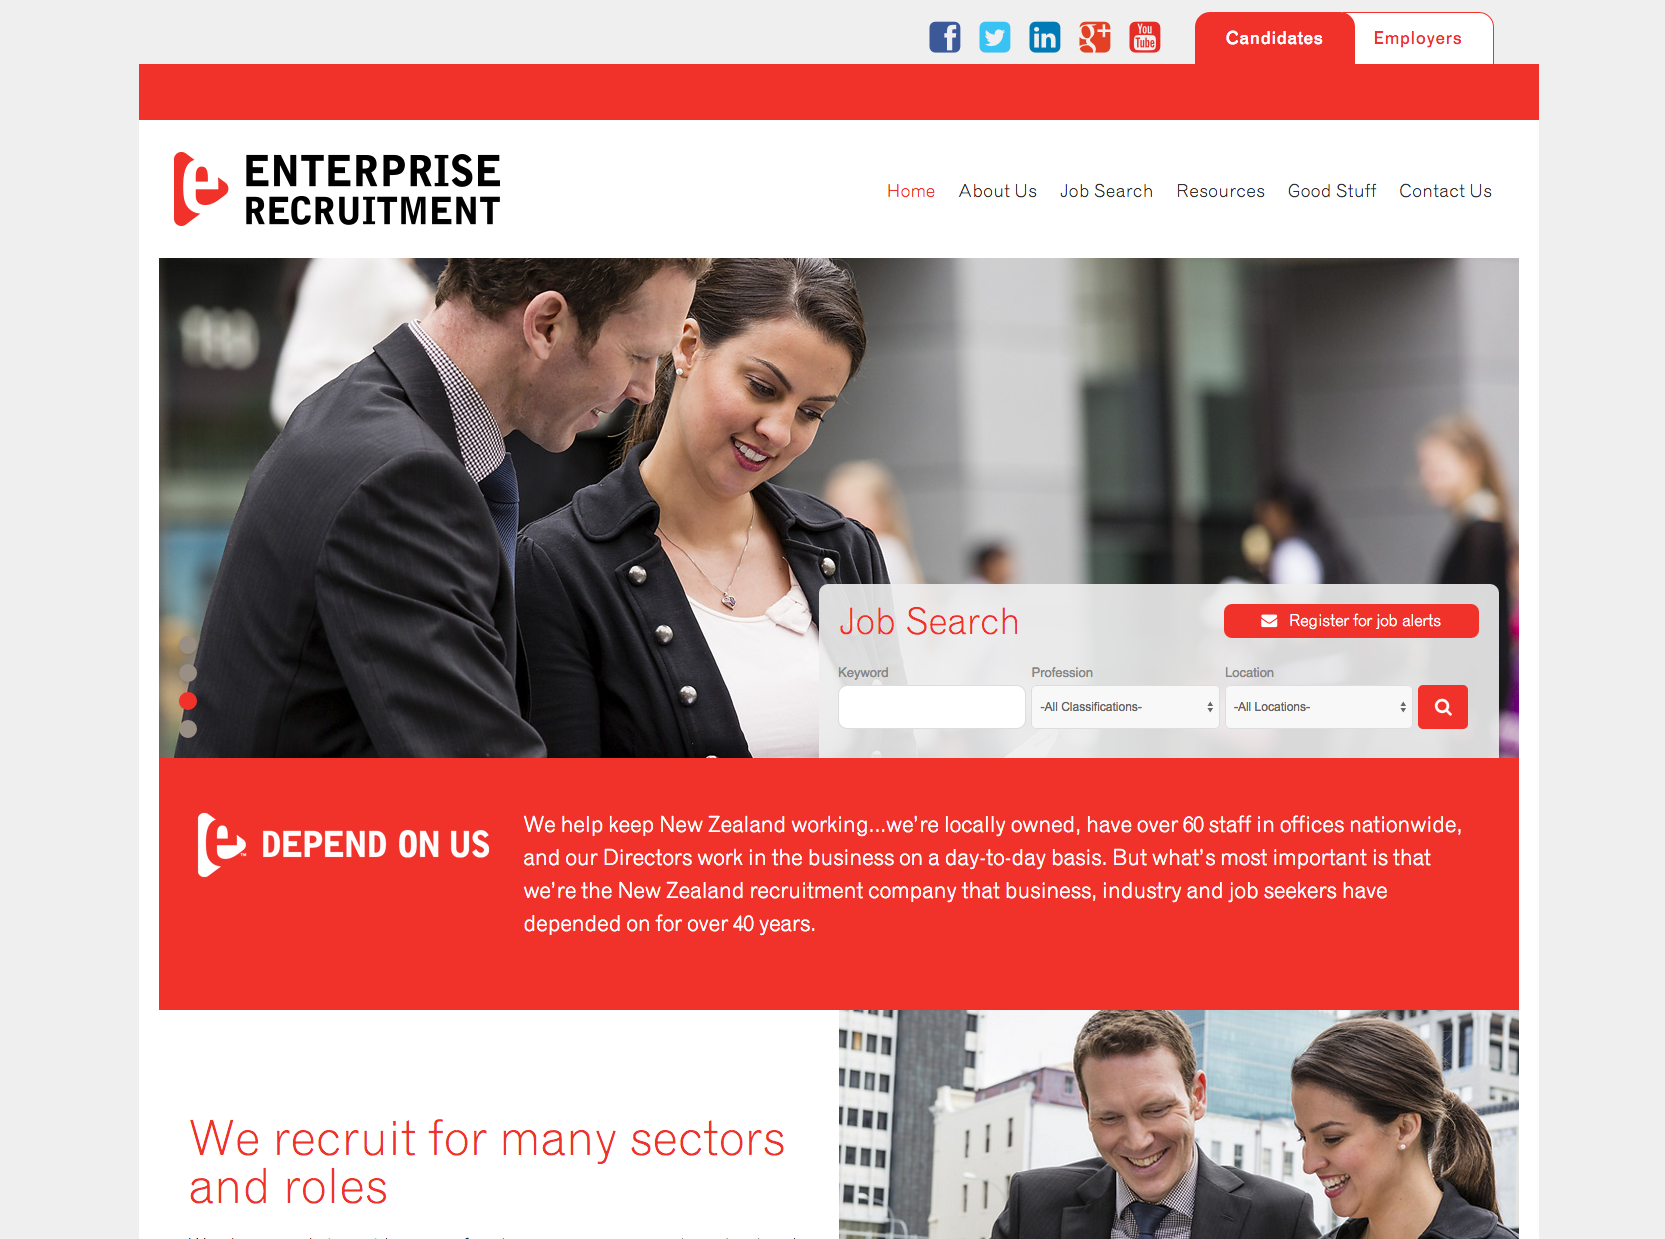 You
Tube
Candidates
Employers
ENTERPRISE
RECRUITMENT
Home
About Us
Job Search
Resources
Good Stuff
Contact Us
Job Search
Register for job alerts
Keyword
Profession
Location
-All Classifications-
-All Locations-
DEPEND ON US
We help keep New Zealand working...we're locally owned, have over 60 staff in offices nationwide,
and our Directors work in the business on a day-to-day basis. But what's most important is that
we're the New Zealand recruitment company that business, industry and job seekers have
depended on for over 40 years.
We recruit for many sectors
and roles